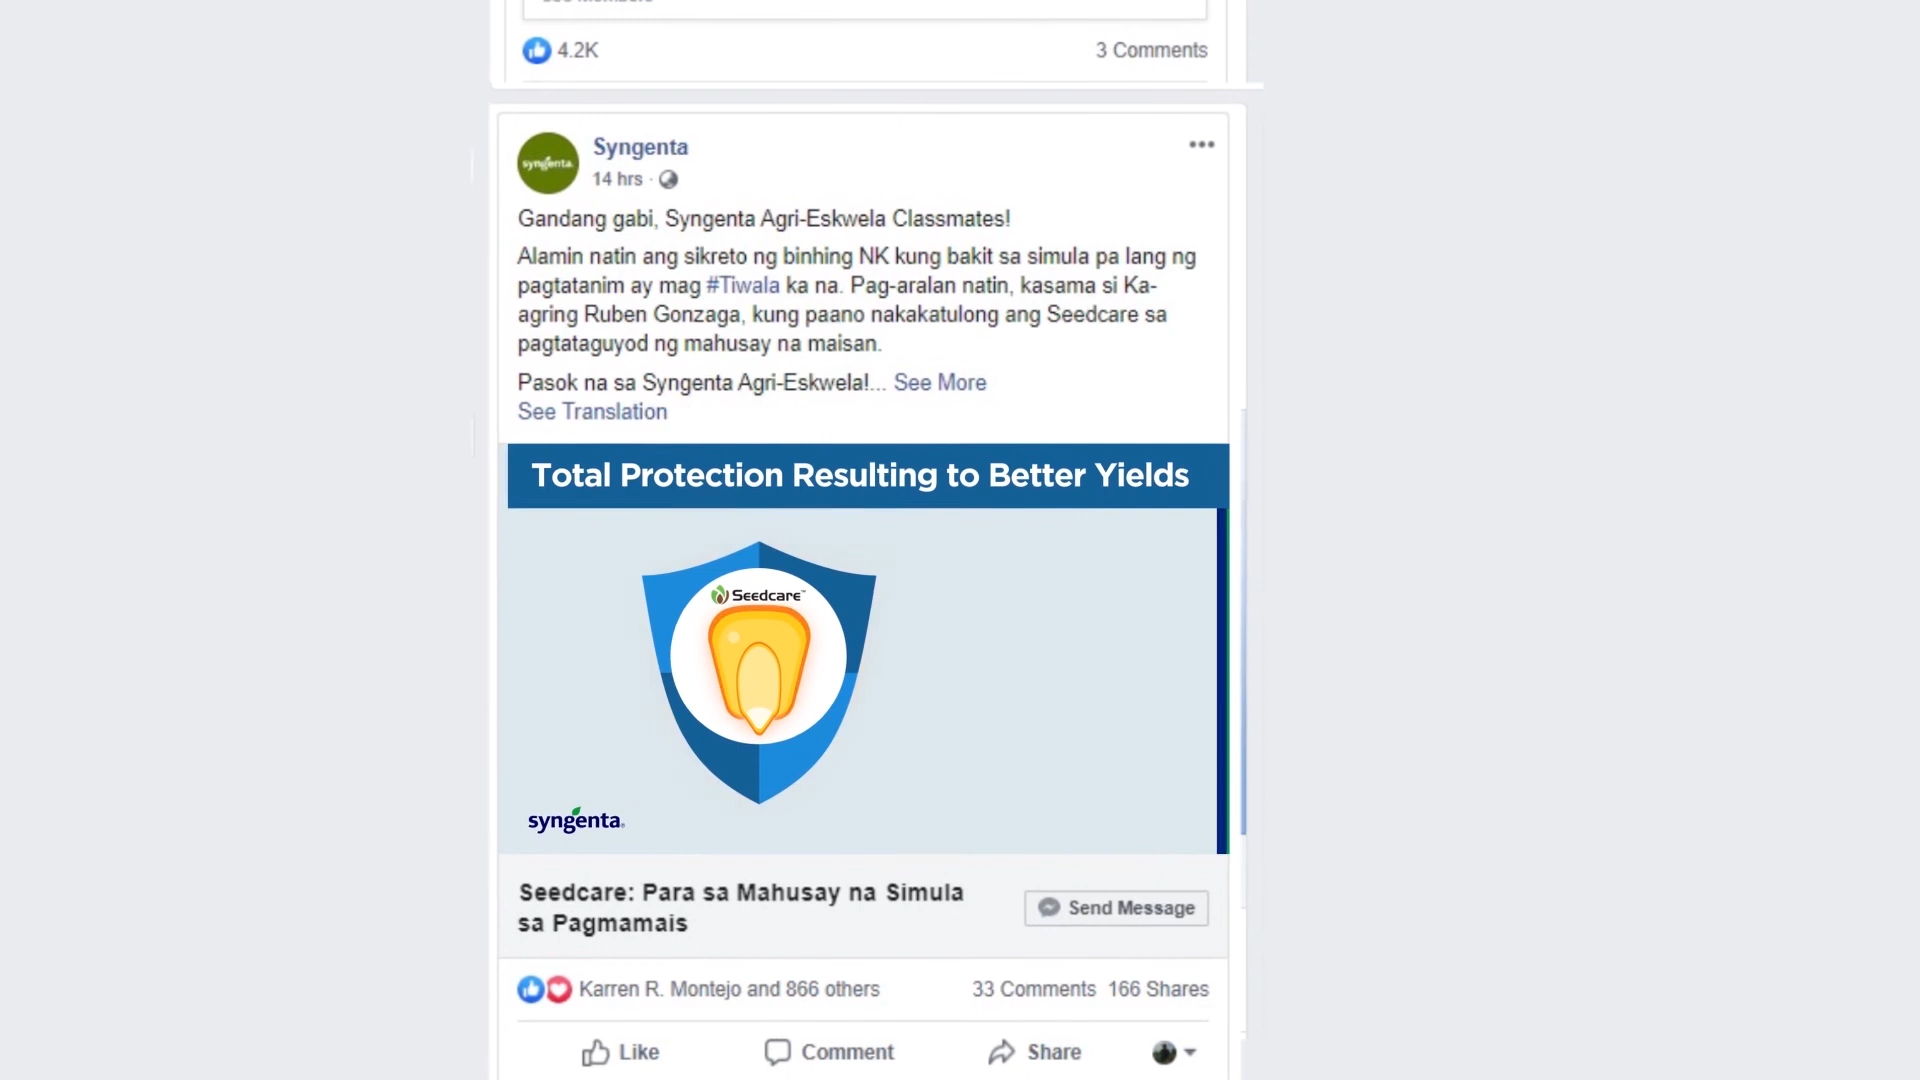 4.2K
3 Comments
syngenta.
Syngenta
14 hrs ·
Gandang gabi, Syngenta Agri-Eskwela Classmates!
Alamin natin ang sikreto ng binhing NK kung bakit sa simula pa lang ng
pagtatanim ay mag #Tiwala ka na. Pag-aralan natin, kasama si Ka-
agring Ruben Gonzaga, kung paano nakakatulong ang Seedcare sa
pagtataguyod ng mahusay na maisan.
Pasok na sa Syngenta Agri-Eskwela!... See More
See Translation
Total Protection Resulting to Better Yields
Seedcare™
syngenta®
Seedcare: Para sa Mahusay na Simula
sa Pagmamais
Send Message
Karren R. Montejo and 866 others
33 Comments 166 Shares
Like
Comment
Share